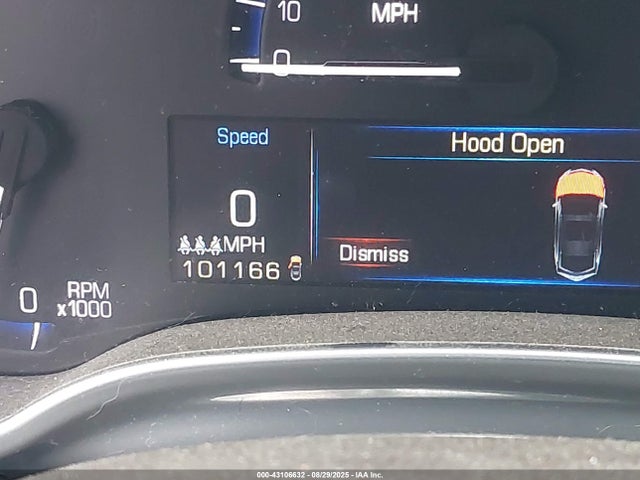 10 MPH
0
Speed
Hood Open
0
MPH
Dismiss
101166
0 RPM
x1000
000-43106632 - 08/29/2025 - IAA Inc.